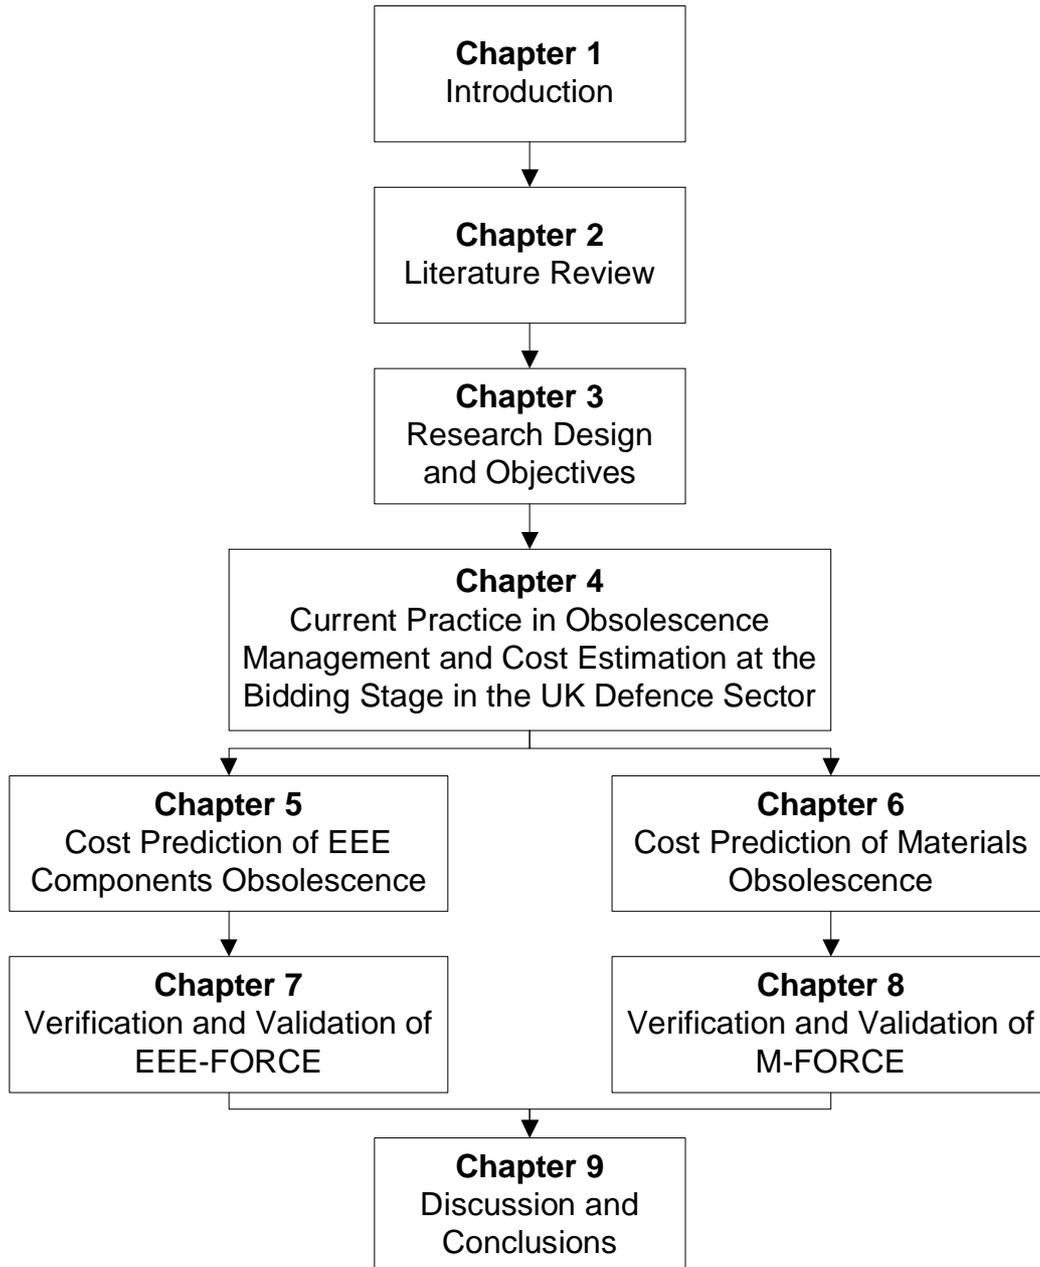 Chapter 1
Introduction
Chapter 2
Literature Review
Chapter 3
Research Design
and Objectives
Chapter 4
Current Practice in Obsolescence
Management and Cost Estimation at the
Bidding Stage in the UK Defence Sector
Chapter 5
Cost Prediction of EEE
Components Obsolescence
Chapter 6
Cost Prediction of Materials
Obsolescence
Chapter 7
Verification and Validation of
EEE-FORCE
Chapter 8
Verification and Validation of
M-FORCE
Chapter 9
Discussion and
Conclusions